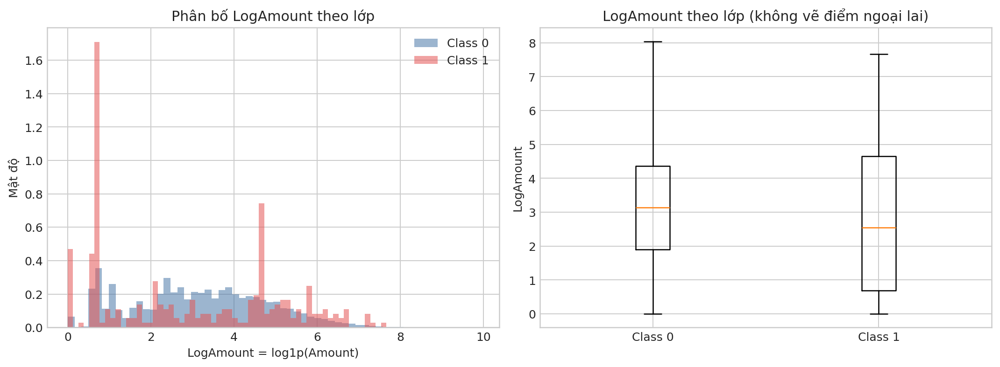 Phân bố LogAmount theo lớp
Mật độ
1.6
1.4
1.2
1.0
0.8
0.6
0.4
0.2
0.0
0 2 4 6 8 10
LogAmount = log1p(Amount)
Class 0
Class 1
LogAmount theo lớp (không vẽ điểm ngoại lai)
LogAmount
8
7
6
5
4
3
2
1
0
Class 0 Class 1